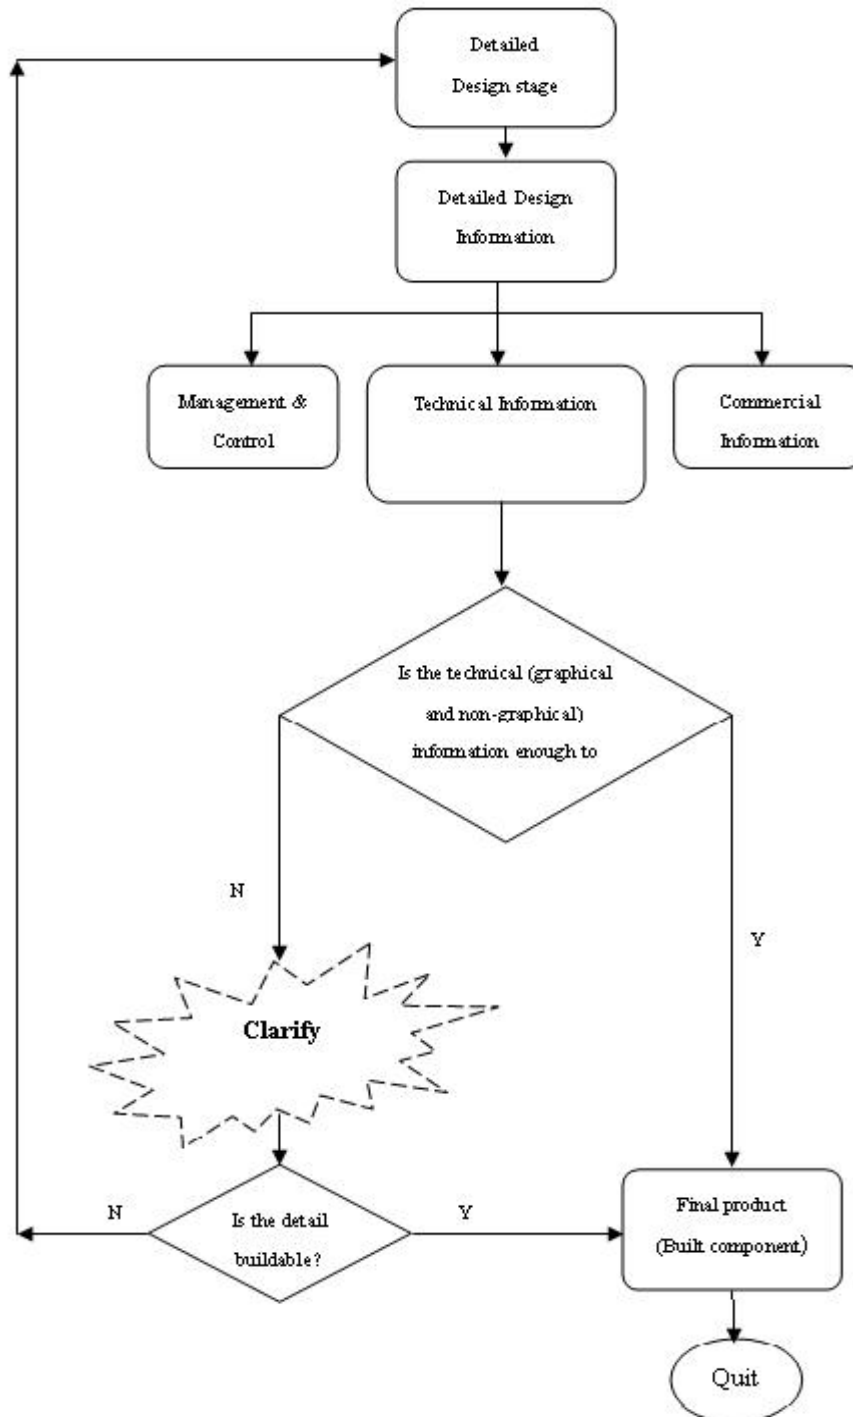 Detailed
Design stage
Detailed Design
Information
Management &
Control
Technical Information
Commercial
Information
Is the technical (graphical
and non-graphical)
information enough to
N
Y
Clarify
N
Is the detail
buildable?
Y
Final product
(Built component)
Quit